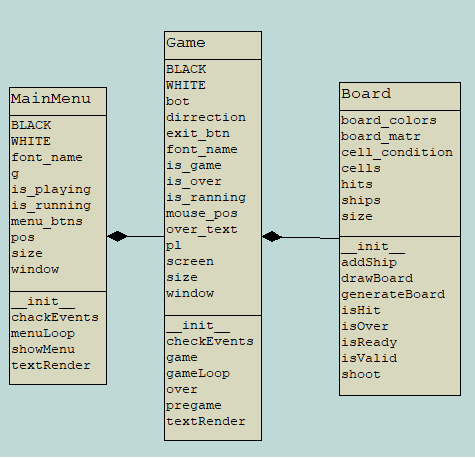 MainMenu
BLACK
WHITE
font_name
g
is_playing
is_running
menu_btns
pos
size
window
__init__
chackEvents
menuLoop
showMenu
textRender
Game
BLACK
WHITE
bot
dirrection
exit_btn
font_name
is_game
is_over
is_ranning
mouse_pos
over_text
pl
screen
size
window
__init__
checkEvents
game
gameLoop
over
pregame
textRender
Board
board_colors
board_matr
cell_condition
cells
hits
ships
size
__init__
addShip
drawBoard
generateBoard
isHit
isOver
isReady
isValid
shoot